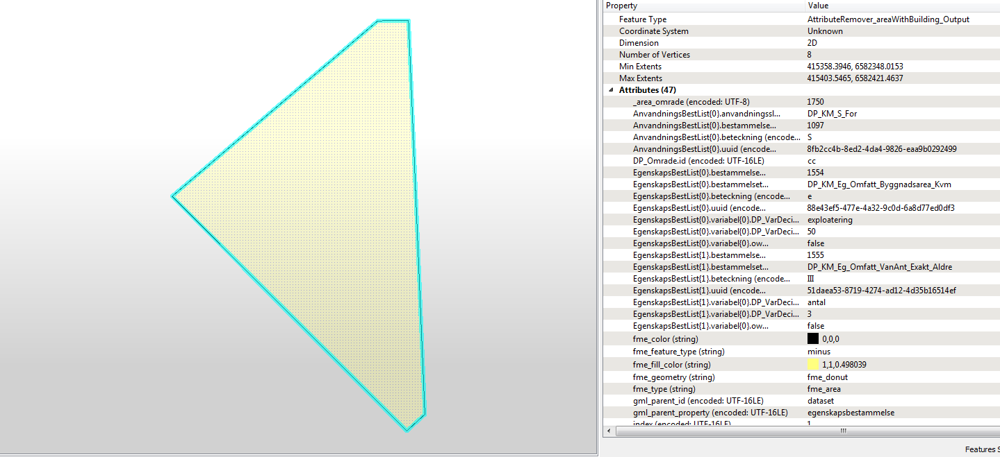 Property Value
Feature Type AttributeRemover_areaWithBuilding_Output
Coordinate System Unknown
Dimension 2D
Number of Vertices 8
Min Extents 415358.3946, 6582348.0153
Max Extents 415403.5465, 6582421.4637
Attributes (47)
_area_omrade (encoded: UTF-8) 1750
AnvandningsBestList{0}.anvandningssl... DP_KM_S_For
AnvandningsBestList{0}.bestammelse... 1097
AnvandningsBestList{0}.beteckning (encode... S
AnvandningsBestList{0}.uuid (encode... 8fb2cc4b-8ed2-4da4-9826-eaa9b0292499
DP_Omrade.id (encoded: UTF-16LE) cc
EgenskapsBestList{0}.bestammelse... 1554
EgenskapsBestList{0}.bestammelset... DP_KM_Eg_Omfatt_Byggnadsarea_Kvm
EgenskapsBestList{0}.beteckning (encode... e
EgenskapsBestList{0}.uuid (encode... 88e43ef5-477e-4a32-9c0d-6a8d77ed0df3
EgenskapsBestList{0}.variabel{0}.DP_VarDeci... exploatering
EgenskapsBestList{0}.variabel{0}.DP_VarDeci... 50
EgenskapsBestList{0}.variabel{0}.ow... false
EgenskapsBestList{1}.bestammelse... 1555
EgenskapsBestList{1}.bestammelset... DP_KM_Eg_Omfatt_VanAnt_Exakt_Aldre
EgenskapsBestList{1}.beteckning (encode... III
EgenskapsBestList{1}.uuid (encode... 51daea53-8719-4274-ad12-4d35b16514ef
EgenskapsBestList{1}.variabel{0}.DP_VarDeci... antal
EgenskapsBestList{1}.variabel{0}.DP_VarDeci... 3
EgenskapsBestList{1}.variabel{0}.ow... false
fme_color (string) 0,0,0
fme_feature_type (string) minus
fme_fill_color (string) 1,1,0.498039
fme_geometry (string) fme_donut
fme_type (string) fme_area
gml_parent_id (encoded: UTF-16LE) dataset
gml_parent_property (encoded: UTF-16LE) egenskapsbestammelse
index (encoded: UTF-16LE) 1
Features S